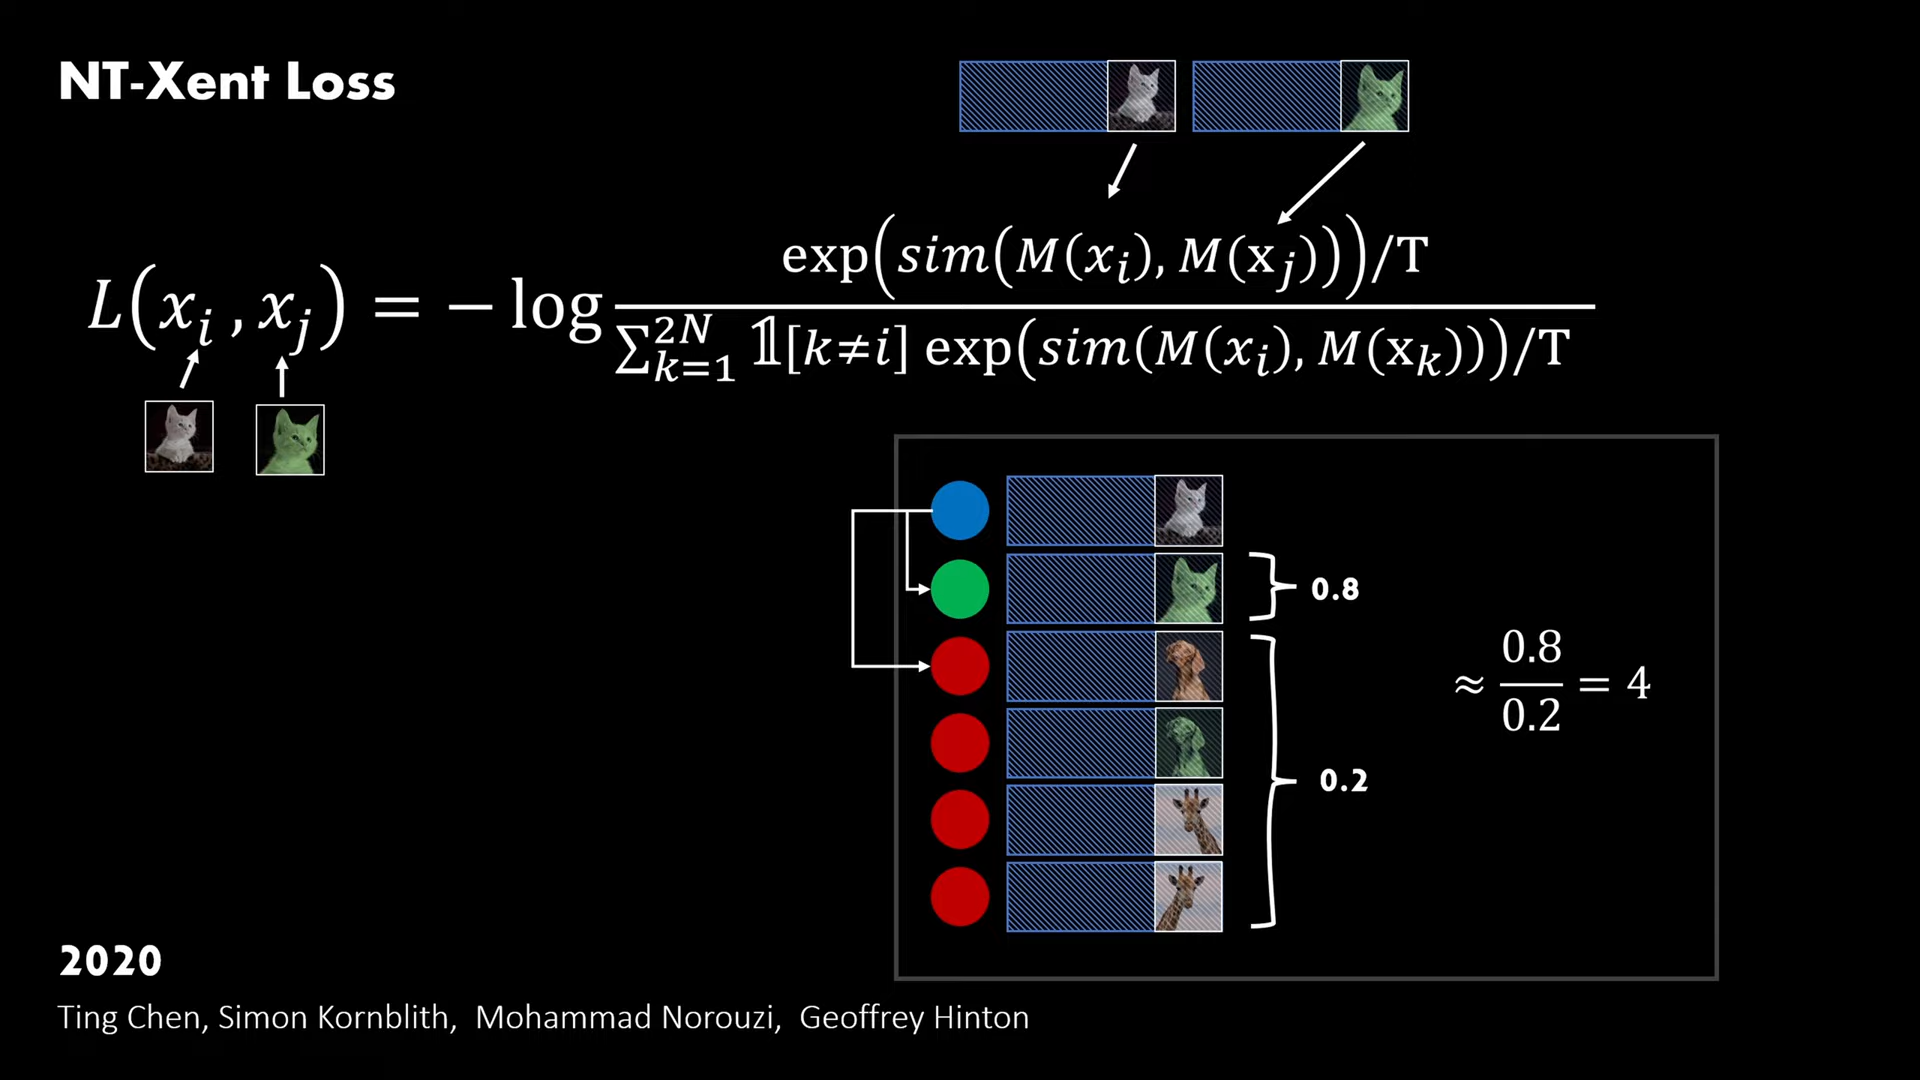 NT-Xent Loss
L(x_i, x_j) = − log exp(sim(M(x_i), M(x_j)))/T
∑_{k=1}^{2N} 𝟙[k≠i] exp(sim(M(x_i), M(x_k)))/T
0.8
≈ 0.8/0.2 = 4
0.2
2020
Ting Chen, Simon Kornblith, Mohammad Norouzi, Geoffrey Hinton